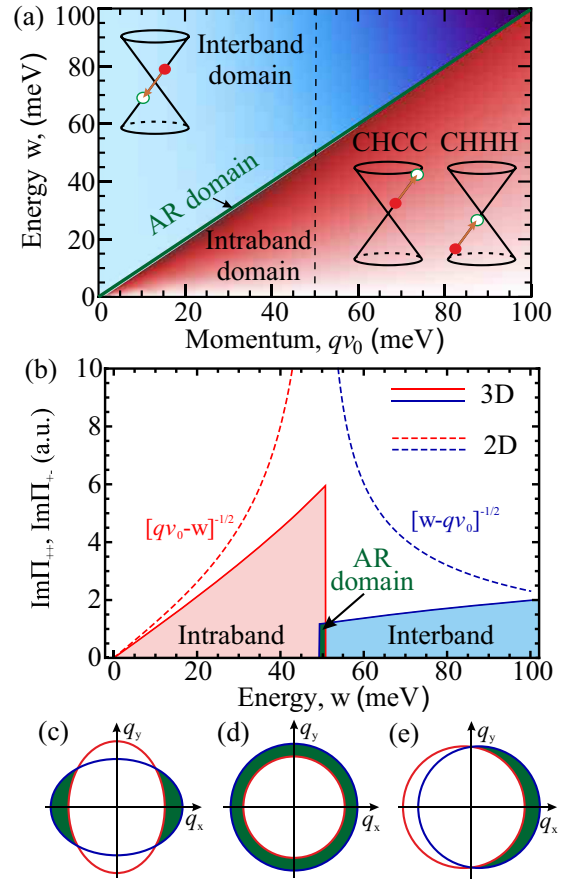 (a)
100
80
60
40
20
0
Energy w, (meV)
Interband
domain
AR domain
Intraband
domain
CHCC CHHH
0 20 40 60 80 100
Momentum, qv₀ (meV)
(b)
10
8
6
4
2
0
ImΠ₊₊, ImΠ₊₋ (a.u.)
3D
2D
[qv₀-w]⁻¹/²
[w-qv₀]⁻¹/²
AR
domain
Intraband
Interband
0 20 40 60 80 100
Energy, w (meV)
(c) qy
qx
(d) qy
qx
(e) qy
qx